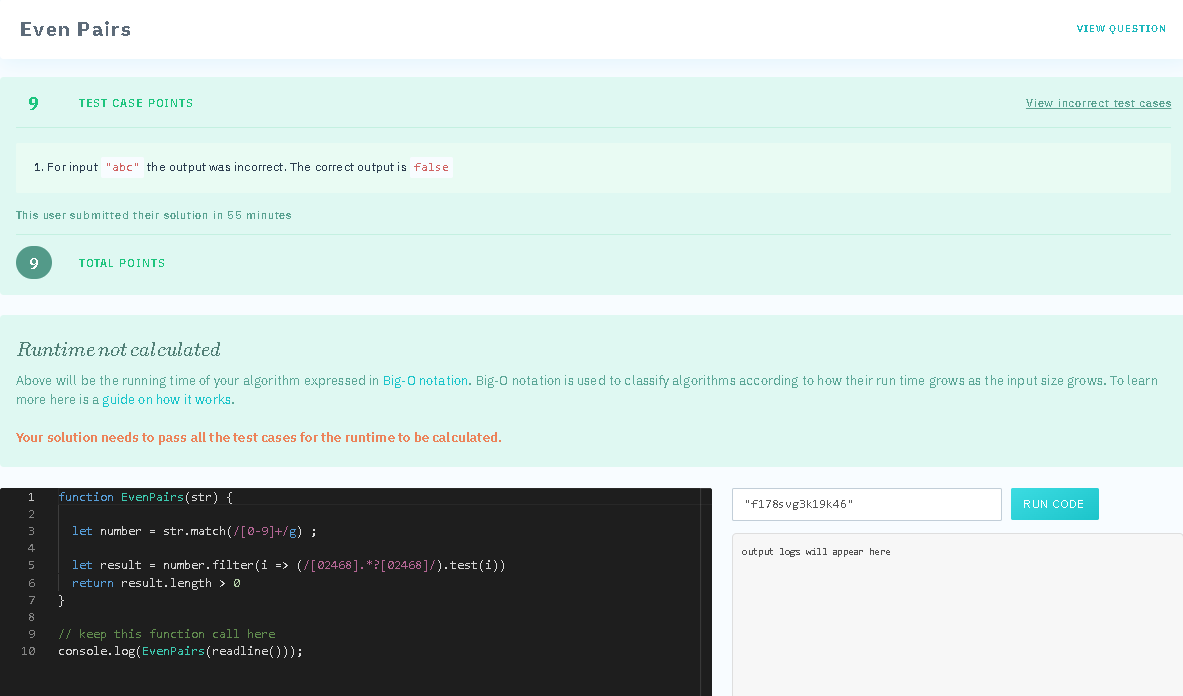 Even Pairs
VIEW QUESTION
9 TEST CASE POINTS
View incorrect test cases
1. For input "abc" the output was incorrect. The correct output is false
This user submitted their solution in 55 minutes
9 TOTAL POINTS
Runtime not calculated
Above will be the running time of your algorithm expressed in Big-O notation. Big-O notation is used to classify algorithms according to how their run time grows as the input size grows. To learn
more here is a guide on how it works.
Your solution needs to pass all the test cases for the runtime to be calculated.
1 function EvenPairs(str) {
2
3 let number = str.match(/[0-9]+/g) ;
4
5 let result = number.filter(i => (/[02468].*?[02468]/).test(i))
6 return result.length > 0
7 }
8
9 // keep this function call here
10 console.log(EvenPairs(readline()));
"f178svg3k19k46"
RUN CODE
output logs will appear here